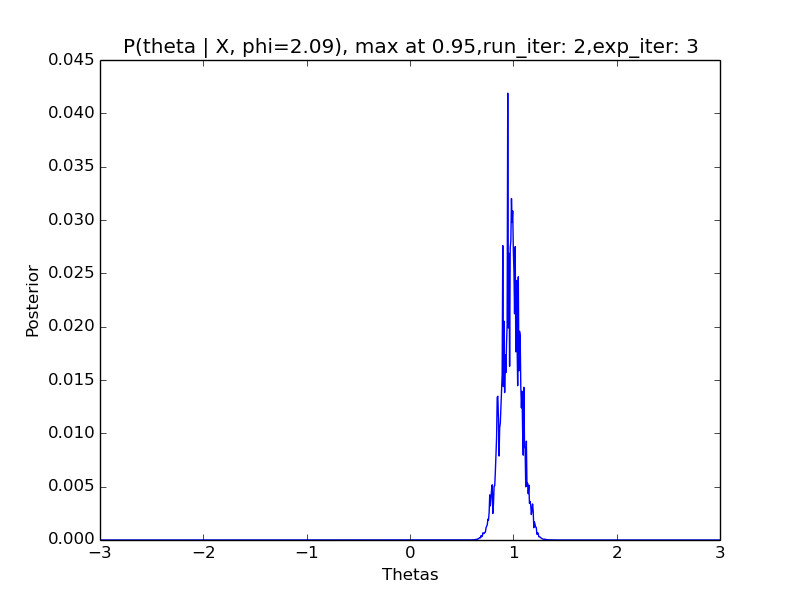 P(theta | X, phi=2.09), max at 0.95,run_iter: 2,exp_iter: 3
0.045
0.040
0.035
0.030
0.025
0.020
0.015
0.010
0.005
0.000
Posterior
−3 −2 −1 0 1 2 3
Thetas